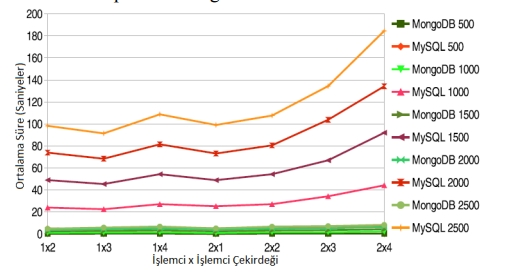 200
180
160
140
120
100
80
60
40
20
0
Ortalama Süre (Saniyeler)
1x2 1x3 1x4 2x1 2x2 2x3 2x4
İşlemci x İşlemci Çekirdeği
MongoDB 500
MySQL 500
MongoDB 1000
MySQL 1000
MongoDB 1500
MySQL 1500
MongoDB 2000
MySQL 2000
MongoDB 2500
MySQL 2500